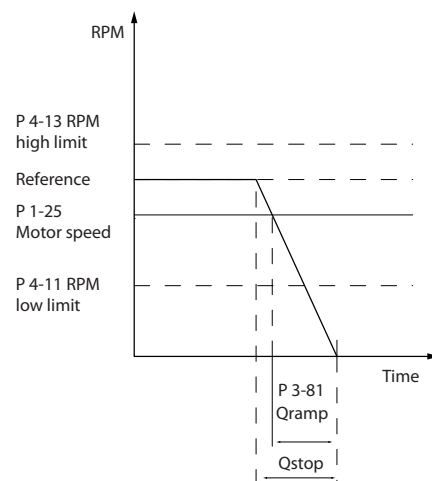 RPM
P 4-13 RPM
high limit
Reference
P 1-25
Motor speed
P 4-11 RPM
low limit
Time
P 3-81
Qramp
Qstop